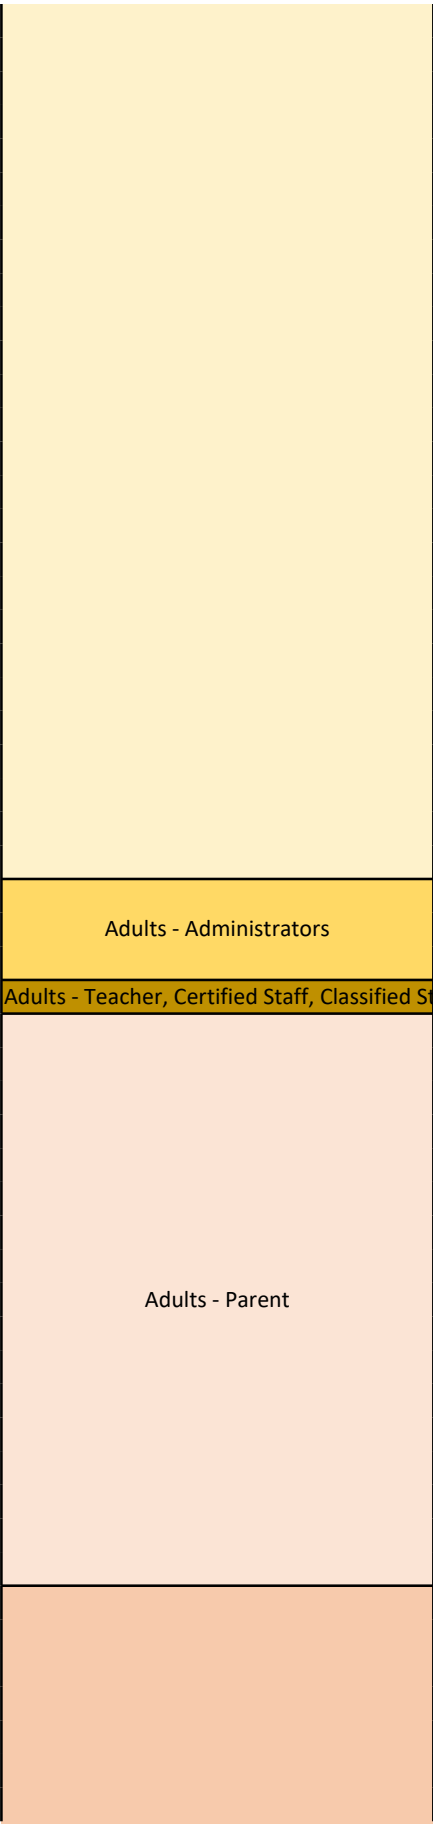 Adults - Administrators
Adults - Teacher, Certified Staff, Classified St
Adults - Parent